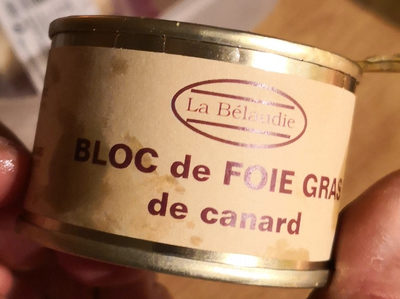 La Bélaudie
BLOC de FOIE GRAS
de canard